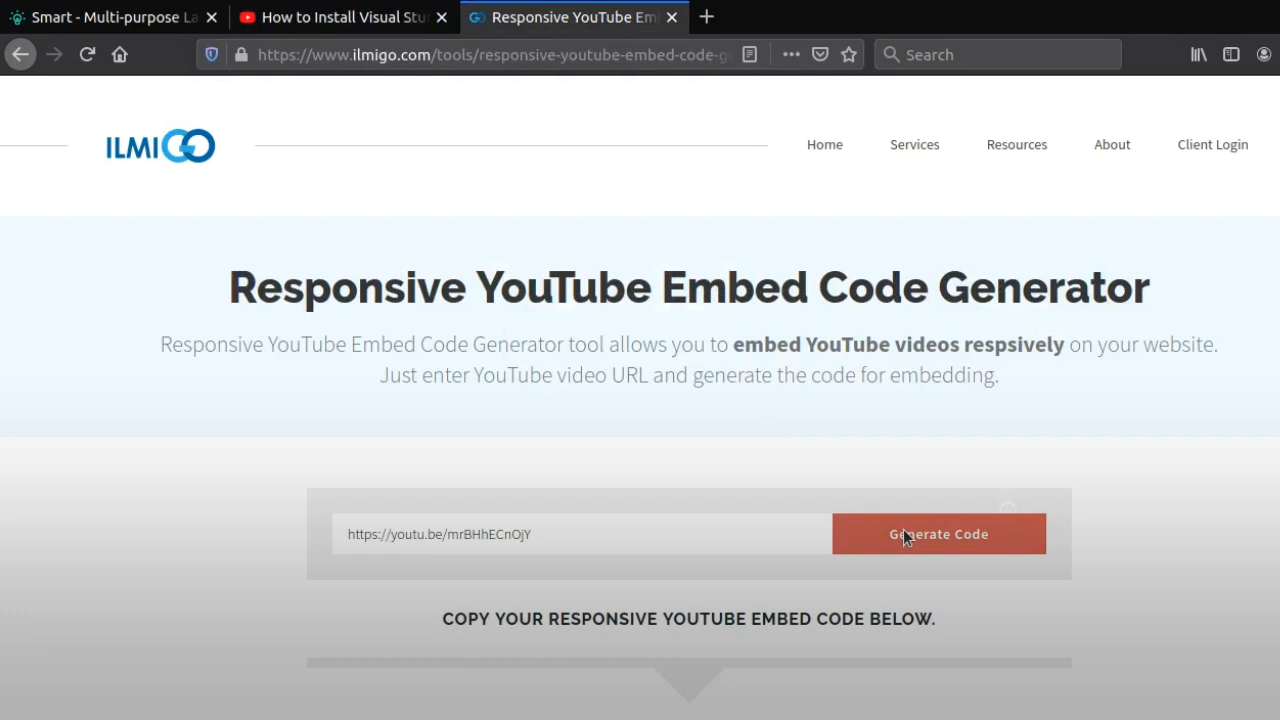 Smart - Multi-purpose La
How to Install Visual Stu
Responsive YouTube Em
https://www.ilmigo.com/tools/responsive-youtube-embed-code-g
Search
ILMIGO
Home
Services
Resources
About
Client Login
Responsive YouTube Embed Code Generator
Responsive YouTube Embed Code Generator tool allows you to embed YouTube videos respsively on your website.
Just enter YouTube video URL and generate the code for embedding.
https://youtu.be/mrBHhECnOjY
Generate Code
COPY YOUR RESPONSIVE YOUTUBE EMBED CODE BELOW.